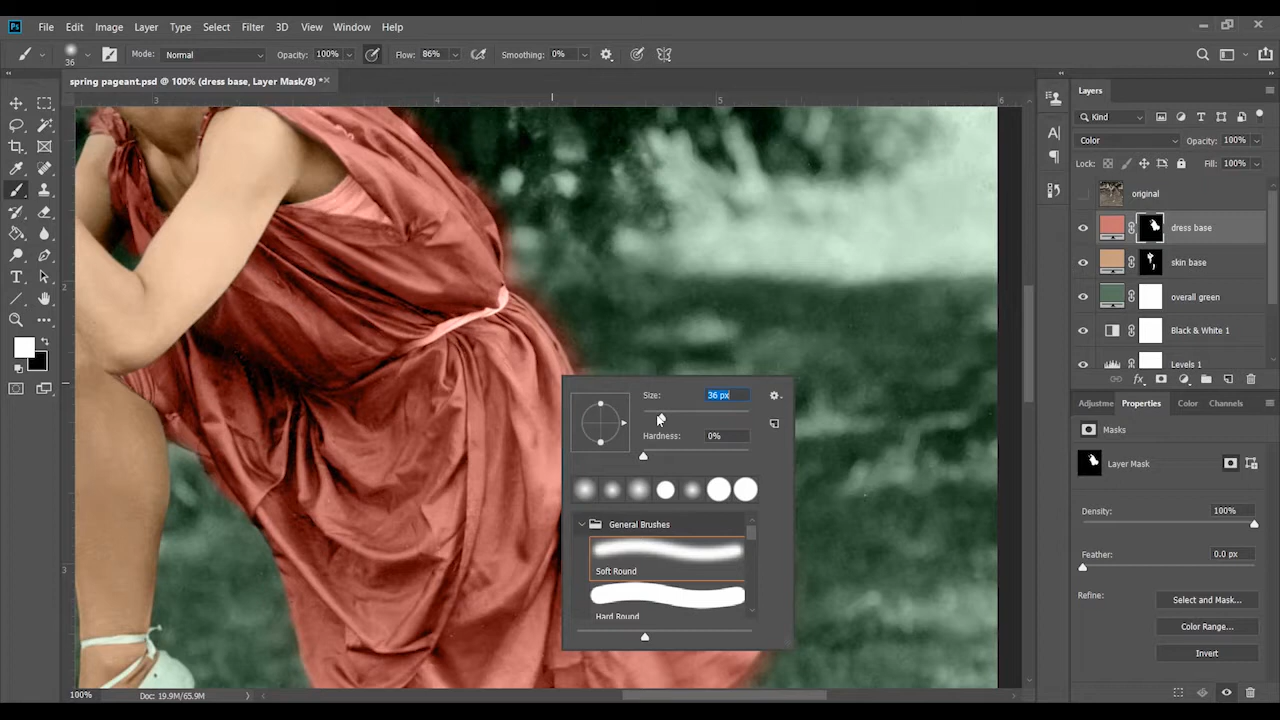 Ps File Edit Image Layer Type Select Filter 3D View Window Help
36 Mode: Normal Opacity: 100% Flow: 86% Smoothing: 0%
spring pageant.psd @ 100% (dress base, Layer Mask/8) *
3 4 5 6
2
3
Size: 36 px
Hardness: 0%
General Brushes
Soft Round
Hard Round
100% Doc: 19.9M/65.9M
Layers
Kind
Color Opacity: 100%
Lock: Fill: 100%
original
dress base
skin base
overall green
Black & White 1
Levels 1
Adjustme Properties Color Channels
Masks
Layer Mask
Density: 100%
Feather: 0.0 px
Refine: Select and Mask...
Color Range...
Invert